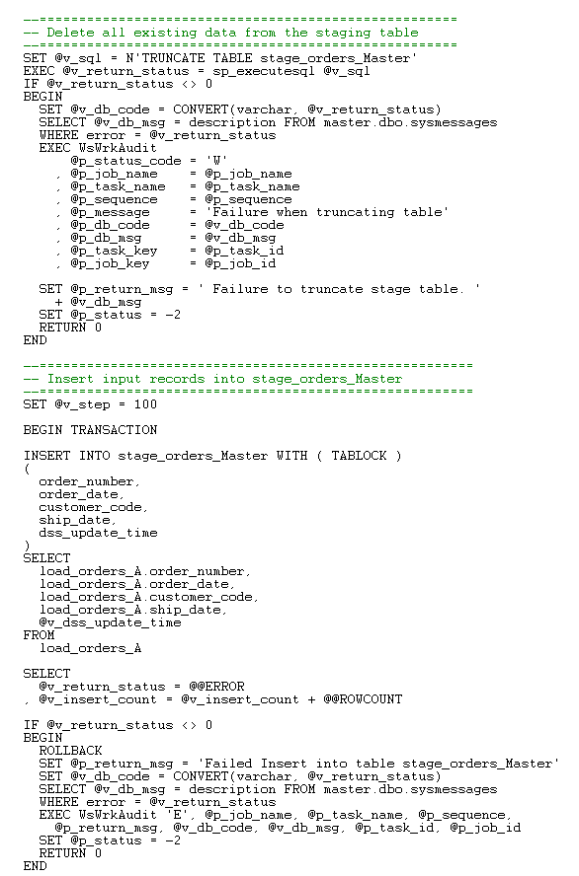 --======================================================
-- Delete all existing data from the staging table
--======================================================
SET @v_sql = N'TRUNCATE TABLE stage_orders_Master'
EXEC @v_return_status = sp_executesql @v_sql
IF @v_return_status <> 0
BEGIN
  SET @v_db_code = CONVERT(varchar, @v_return_status)
  SELECT @v_db_msg = description FROM master.dbo.sysmessages
  WHERE error = @v_return_status
  EXEC WsWrkAudit
      @p_status_code = 'W'
    , @p_job_name    = @p_job_name
    , @p_task_name   = @p_task_name
    , @p_sequence    = @p_sequence
    , @p_message     = 'Failure when truncating table'
    , @p_db_code     = @v_db_code
    , @p_db_msg      = @v_db_msg
    , @p_task_key    = @p_task_id
    , @p_job_key     = @p_job_id

  SET @p_return_msg = ' Failure to truncate stage table. '
    + @v_db_msg
  SET @p_status = -2
  RETURN 0
END

--========================================================
-- Insert input records into stage_orders_Master
--========================================================
SET @v_step = 100

BEGIN TRANSACTION

INSERT INTO stage_orders_Master WITH ( TABLOCK )
(
  order_number,
  order_date,
  customer_code,
  ship_date,
  dss_update_time
)
SELECT
  load_orders_A.order_number,
  load_orders_A.order_date,
  load_orders_A.customer_code,
  load_orders_A.ship_date,
  @v_dss_update_time
FROM
  load_orders_A

SELECT
  @v_return_status = @@ERROR
, @v_insert_count = @v_insert_count + @@ROWCOUNT

IF @v_return_status <> 0
BEGIN
  ROLLBACK
  SET @p_return_msg = 'Failed Insert into table stage_orders_Master'
  SET @v_db_code = CONVERT(varchar, @v_return_status)
  SELECT @v_db_msg = description FROM master.dbo.sysmessages
  WHERE error = @v_return_status
  EXEC WsWrkAudit 'E', @p_job_name, @p_task_name, @p_sequence,
    @p_return_msg, @v_db_code, @v_db_msg, @p_task_id, @p_job_id
  SET @p_status = -2
  RETURN 0
END